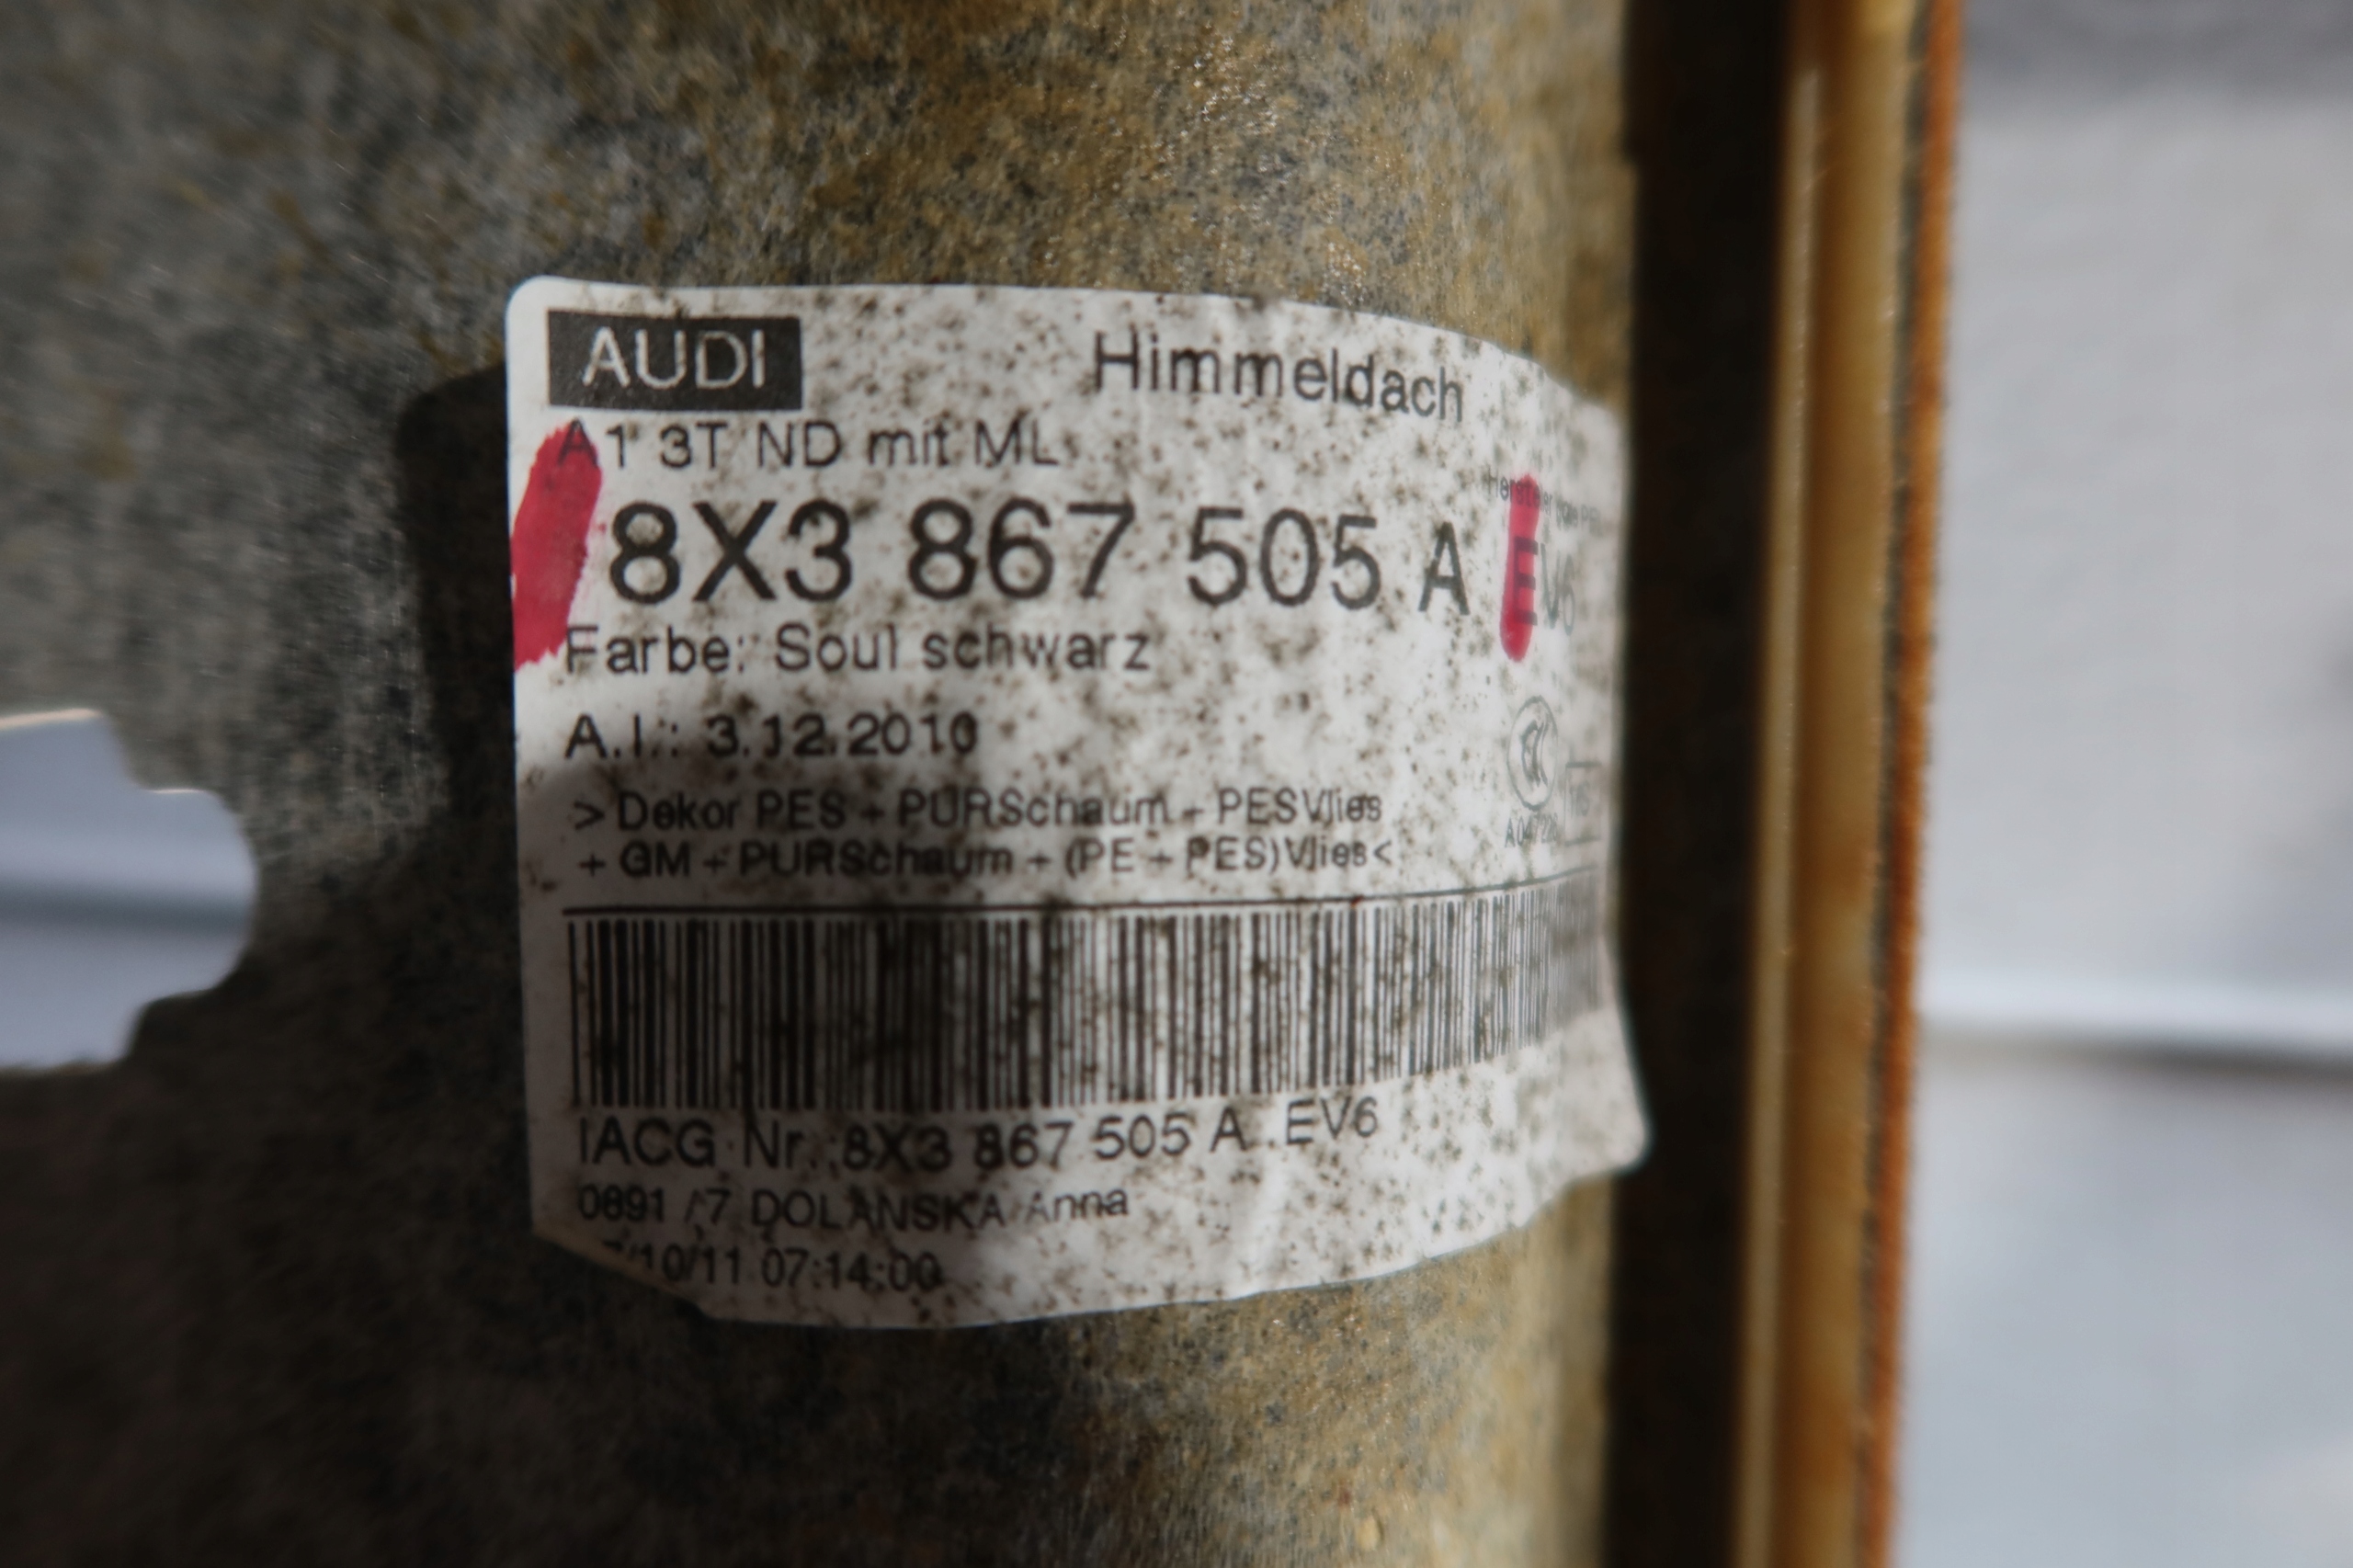 AUDI Himmeldach
A1 3T ND mit ML
8X3 867 505 A EV6
Farbe: Soul schwarz
A.I.: 3.12.2010
> Dekor PES + PURSchaum + PESVlies
+ GM + PURSchaum + (PE + PES)Vlies<
IACG Nr.:8X3 867 505 A .EV6
0891 /7 DOLANSKA Anna
/10/11 07:14:00